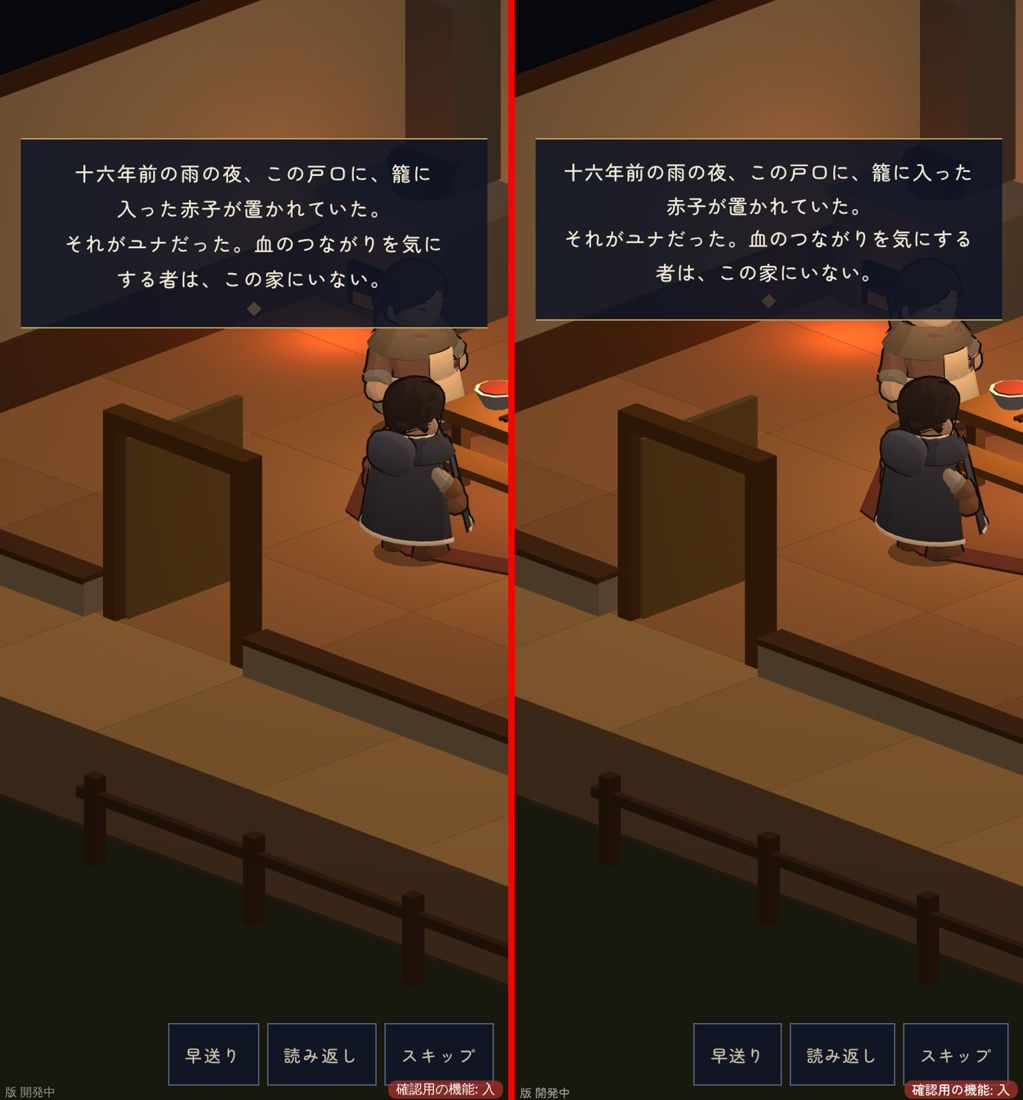 十六年前の雨の夜、この戸口に、籠に
入った赤子が置かれていた。
それがユナだった。血のつながりを気に
する者は、この家にいない。
早送り
読み返し
スキップ
版 開発中
確認用の機能: 入
十六年前の雨の夜、この戸口に、籠に入った
赤子が置かれていた。
それがユナだった。血のつながりを気にする
者は、この家にいない。
早送り
読み返し
スキップ
版 開発中
確認用の機能: 入